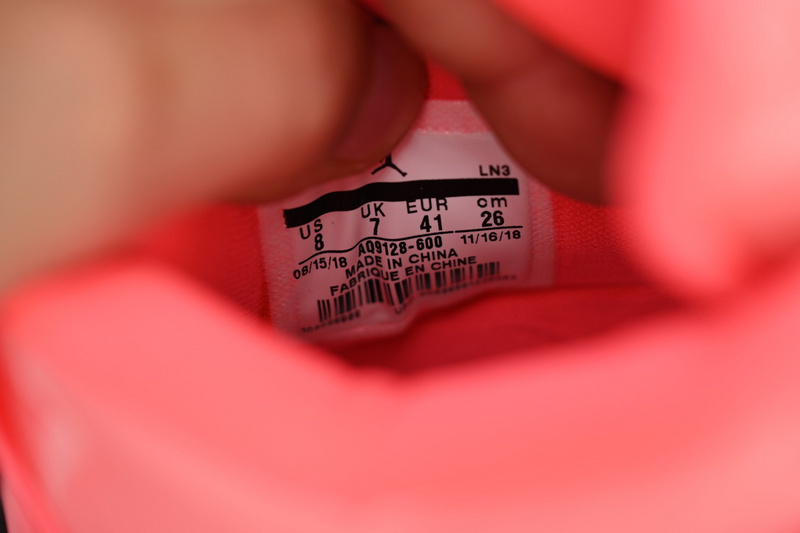 LN3
US UK EUR cm
8 7 41 26
08/15/18 AQ9128-600 11/16/18
MADE IN CHINA
FABRIQUE EN CHINE